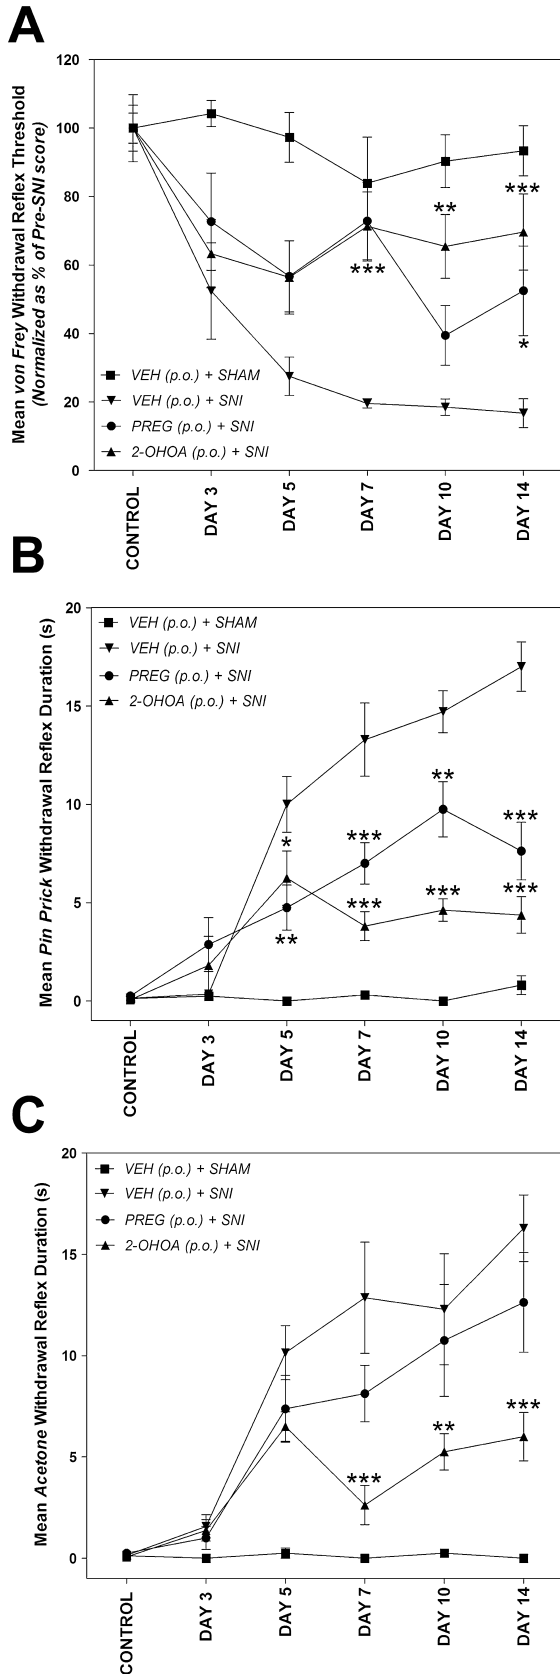 A
Mean von Frey Withdrawal Reflex Threshold
(Normalized as % of Pre-SNI score)
120
100
80
60
40
20
0
**
***
***
*
VEH (p.o.) + SHAM
VEH (p.o.) + SNI
PREG (p.o.) + SNI
2-OHOA (p.o.) + SNI
CONTROL
DAY 3
DAY 5
DAY 7
DAY 10
DAY 14
B
Mean Pin Prick Withdrawal Reflex Duration (s)
20
15
10
5
0
VEH (p.o.) + SHAM
VEH (p.o.) + SNI
PREG (p.o.) + SNI
2-OHOA (p.o.) + SNI
*
**
***
***
**
***
***
***
CONTROL
DAY 3
DAY 5
DAY 7
DAY 10
DAY 14
C
Mean Acetone Withdrawal Reflex Duration (s)
20
15
10
5
0
VEH (p.o.) + SHAM
VEH (p.o.) + SNI
PREG (p.o.) + SNI
2-OHOA (p.o.) + SNI
***
**
***
CONTROL
DAY 3
DAY 5
DAY 7
DAY 10
DAY 14